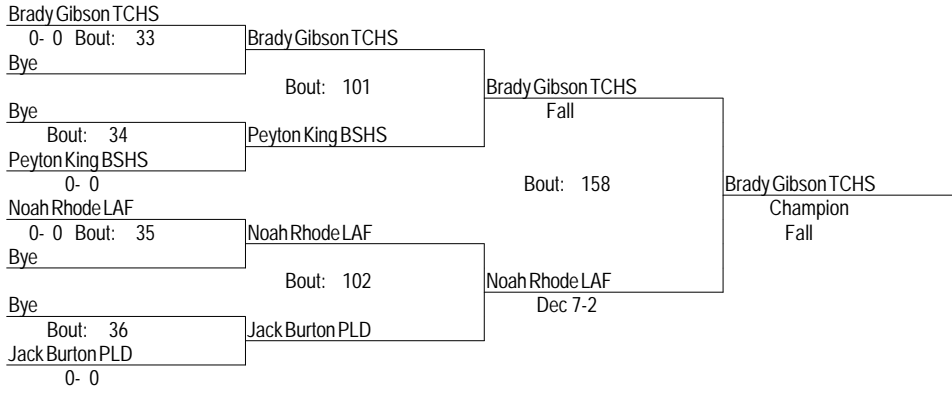 Brady Gibson TCHS
0- 0 Bout: 33
Bye
Brady Gibson TCHS
Bout: 101
Bye
Bout: 34
Peyton King BSHS
0- 0
Peyton King BSHS
Brady Gibson TCHS
Fall
Bout: 158
Noah Rhode LAF
0- 0 Bout: 35
Bye
Noah Rhode LAF
Bout: 102
Bye
Bout: 36
Jack Burton PLD
0- 0
Jack Burton PLD
Noah Rhode LAF
Dec 7-2
Brady Gibson TCHS
Champion
Fall